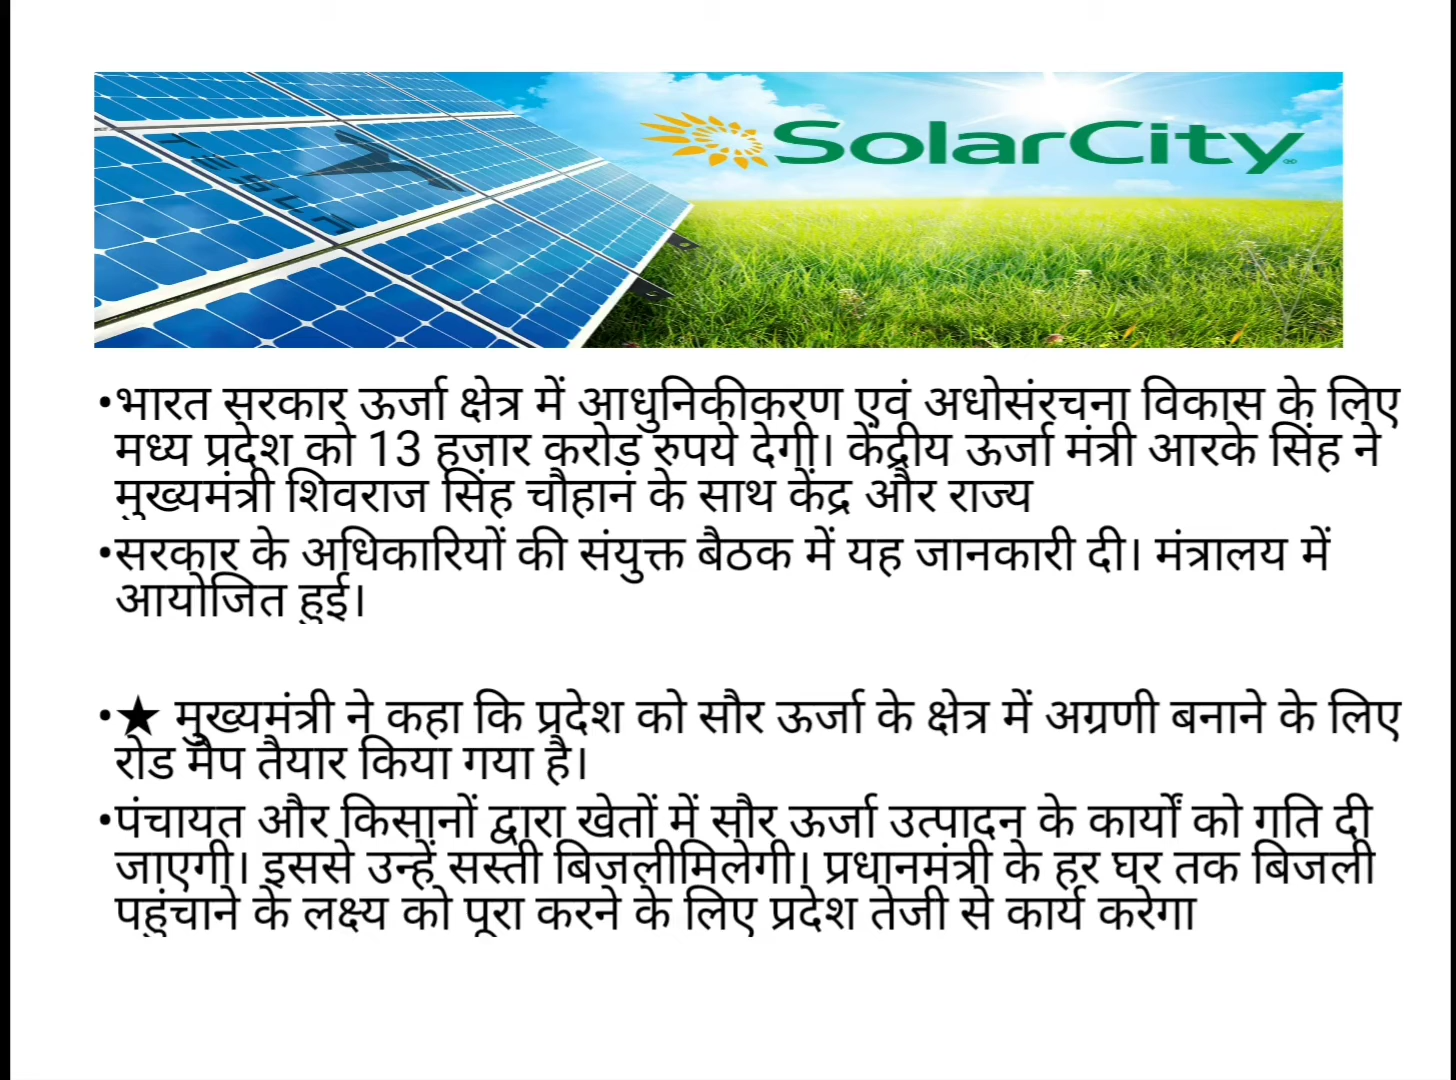 SolarCity
TESLA
•भारत सरकार ऊर्जा क्षेत्र में आधुनिकीकरण एवं अधोसंरचना विकास के लिए
मध्य प्रदेश को 13 हजार करोड़ रुपये देगी। केंद्रीय ऊर्जा मंत्री आरके सिंह ने
मुख्यमंत्री शिवराज सिंह चौहानं के साथ केंद्र और राज्य
•सरकार के अधिकारियों की संयुक्त बैठक में यह जानकारी दी। मंत्रालय में
आयोजित हुई।
•★ मुख्यमंत्री ने कहा कि प्रदेश को सौर ऊर्जा के क्षेत्र में अग्रणी बनाने के लिए
रोड मैप तैयार किया गया है।
•पंचायत और किसानों द्वारा खेतों में सौर ऊर्जा उत्पादन के कार्यों को गति दी
जाएगी। इससे उन्हें सस्ती बिजलीमिलेगी। प्रधानमंत्री के हर घर तक बिजली
पहुंचाने के लक्ष्य को पूरा करने के लिए प्रदेश तेजी से कार्य करेगा